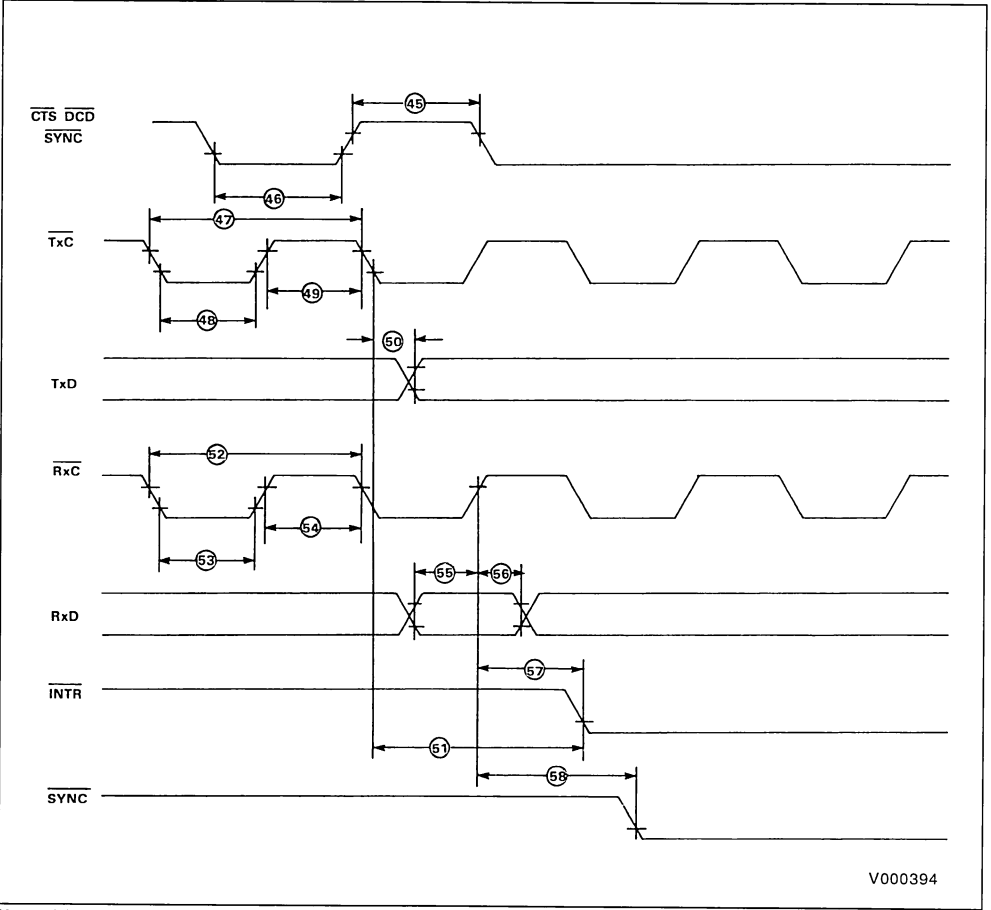 45
CTS DCD
SYNC
46
47
TxC
49
48
50
TxD
52
RxC
54
53
55 56
RxD
57
INTR
51
58
SYNC
V000394